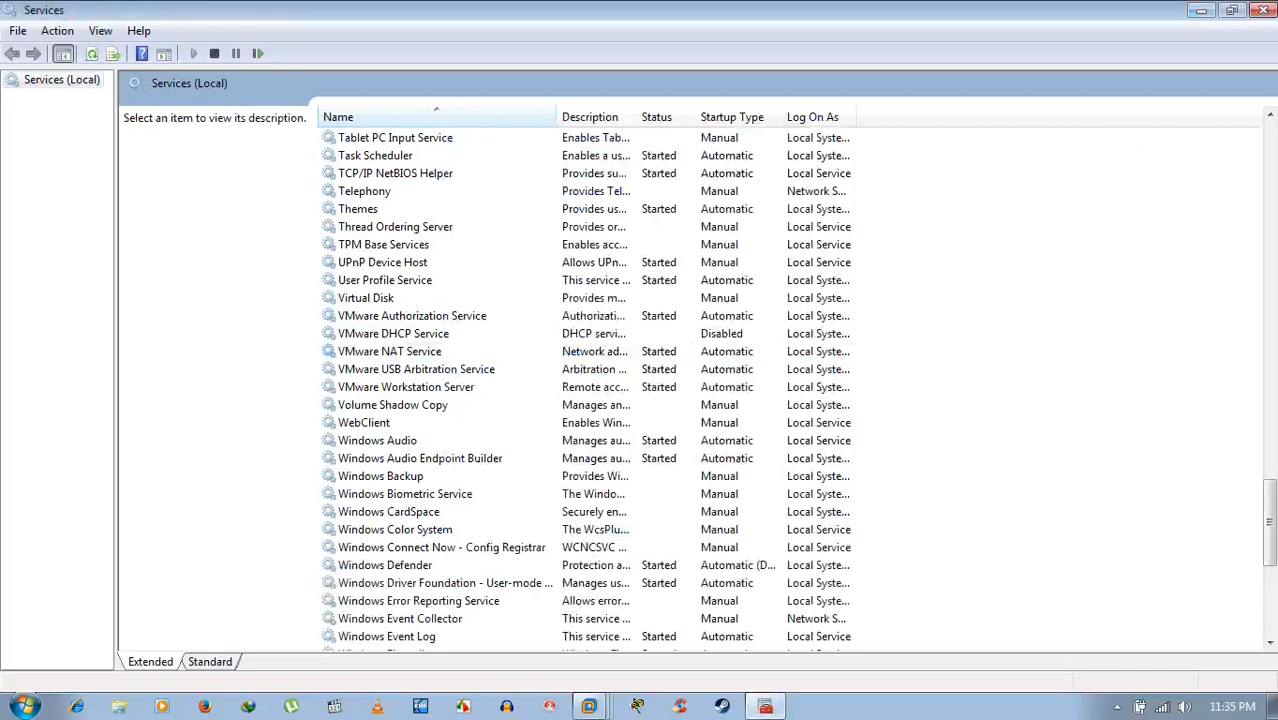 Services
File Action View Help
Services (Local)
Services (Local)
Select an item to view its description.
Name Description Status Startup Type Log On As
Tablet PC Input Service Enables Tab... Manual Local Syste...
Task Scheduler Enables a us... Started Automatic Local Syste...
TCP/IP NetBIOS Helper Provides su... Started Automatic Local Service
Telephony Provides Tel... Manual Network S...
Themes Provides us... Started Automatic Local Syste...
Thread Ordering Server Provides or... Manual Local Service
TPM Base Services Enables acc... Manual Local Service
UPnP Device Host Allows UPn... Started Manual Local Service
User Profile Service This service ... Started Automatic Local Syste...
Virtual Disk Provides m... Manual Local Syste...
VMware Authorization Service Authorizati... Started Automatic Local Syste...
VMware DHCP Service DHCP servi... Disabled Local Syste...
VMware NAT Service Network ad... Started Automatic Local Syste...
VMware USB Arbitration Service Arbitration ... Started Automatic Local Syste...
VMware Workstation Server Remote acc... Started Automatic Local Syste...
Volume Shadow Copy Manages an... Manual Local Syste...
WebClient Enables Win... Manual Local Service
Windows Audio Manages au... Started Automatic Local Service
Windows Audio Endpoint Builder Manages au... Started Automatic Local Syste...
Windows Backup Provides Wi... Manual Local Syste...
Windows Biometric Service The Windo... Manual Local Syste...
Windows CardSpace Securely en... Manual Local Syste...
Windows Color System The WcsPlu... Manual Local Service
Windows Connect Now - Config Registrar WCNCSVC ... Manual Local Service
Windows Defender Protection a... Started Automatic (D... Local Syste...
Windows Driver Foundation - User-mode ... Manages us... Started Automatic Local Syste...
Windows Error Reporting Service Allows error... Manual Local Syste...
Windows Event Collector This service ... Manual Network S...
Windows Event Log This service ... Started Automatic Local Service
Extended Standard
11:35 PM